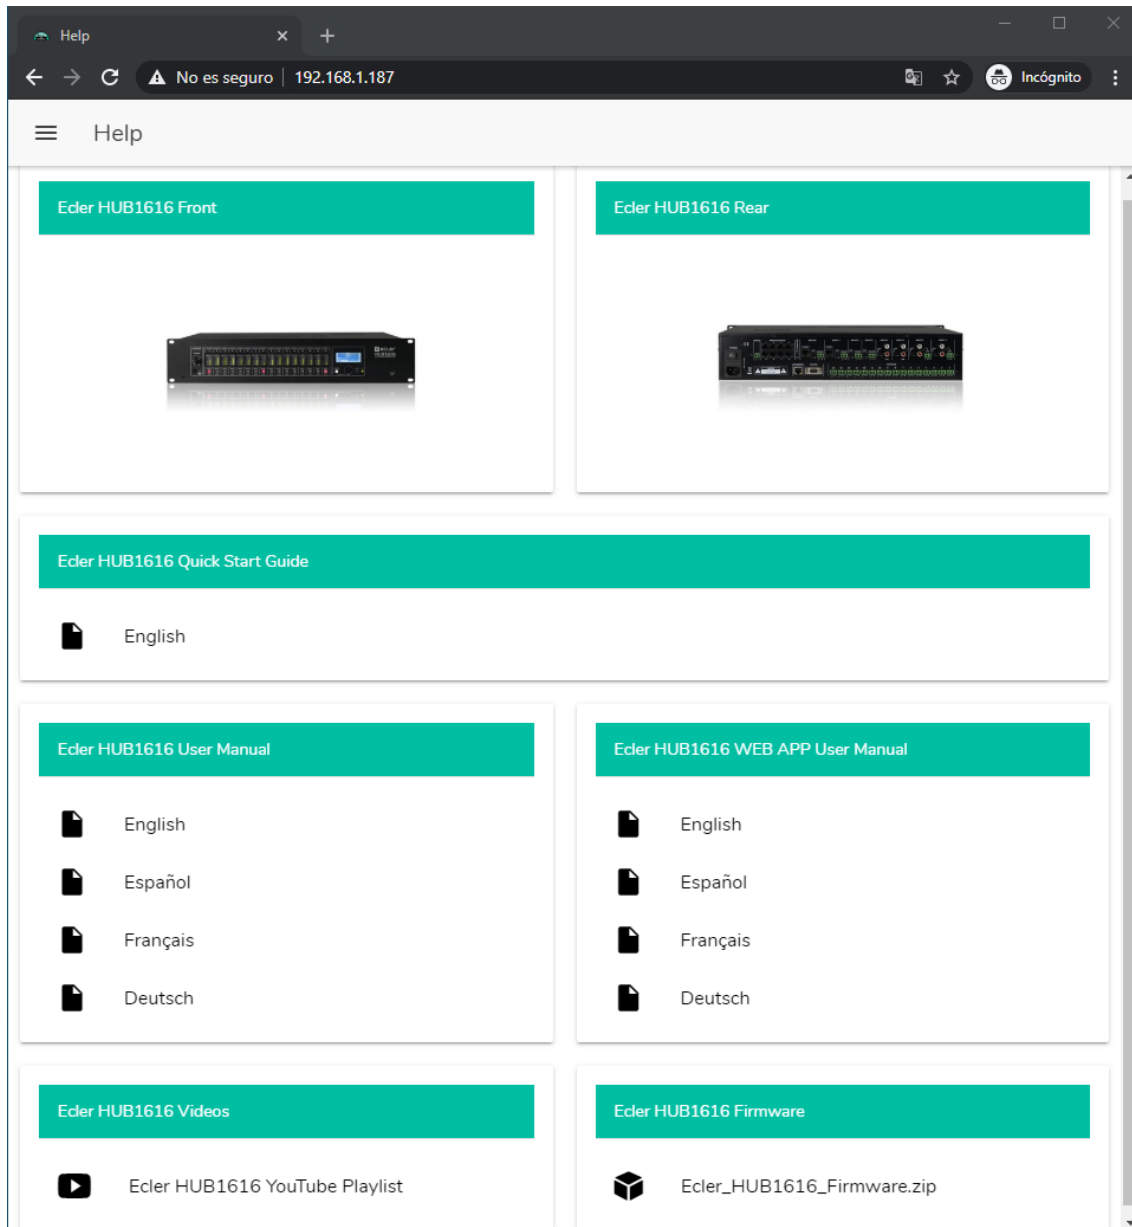 Help
No es seguro
192.168.1.187
Incógnito
Help
Ecler HUB1616 Front
Ecler HUB1616 Rear
Ecler HUB1616 Quick Start Guide
English
Ecler HUB1616 User Manual
Ecler HUB1616 WEB APP User Manual
English
English
Español
Español
Français
Français
Deutsch
Deutsch
Ecler HUB1616 Videos
Ecler HUB1616 Firmware
Ecler HUB1616 YouTube Playlist
Ecler_HUB1616_Firmware.zip